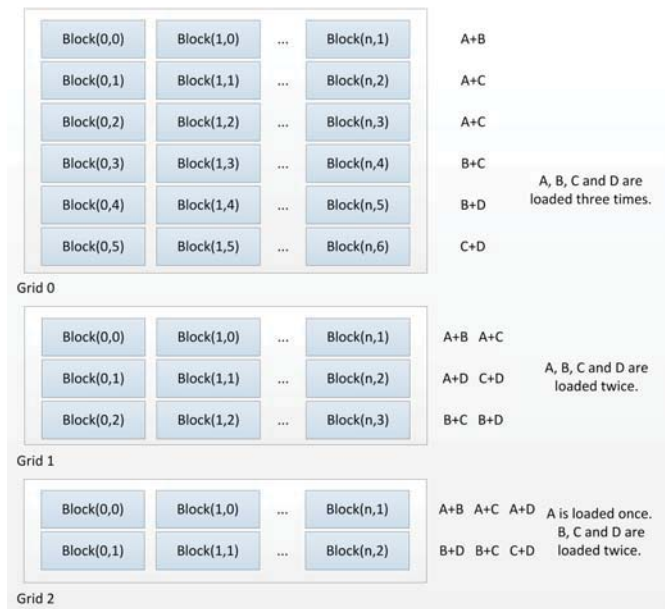 Block(0,0) Block(1,0) ... Block(n,1) A+B
Block(0,1) Block(1,1) ... Block(n,2) A+C
Block(0,2) Block(1,2) ... Block(n,3) A+C
Block(0,3) Block(1,3) ... Block(n,4) B+C
Block(0,4) Block(1,4) ... Block(n,5) B+D
Block(0,5) Block(1,5) ... Block(n,6) C+D
A, B, C and D are
loaded three times.
Grid 0
Block(0,0) Block(1,0) ... Block(n,1) A+B A+C
Block(0,1) Block(1,1) ... Block(n,2) A+D C+D
Block(0,2) Block(1,2) ... Block(n,3) B+C B+D
A, B, C and D are
loaded twice.
Grid 1
Block(0,0) Block(1,0) ... Block(n,1) A+B A+C A+D
Block(0,1) Block(1,1) ... Block(n,2) B+D B+C C+D
A is loaded once.
B, C and D are
loaded twice.
Grid 2